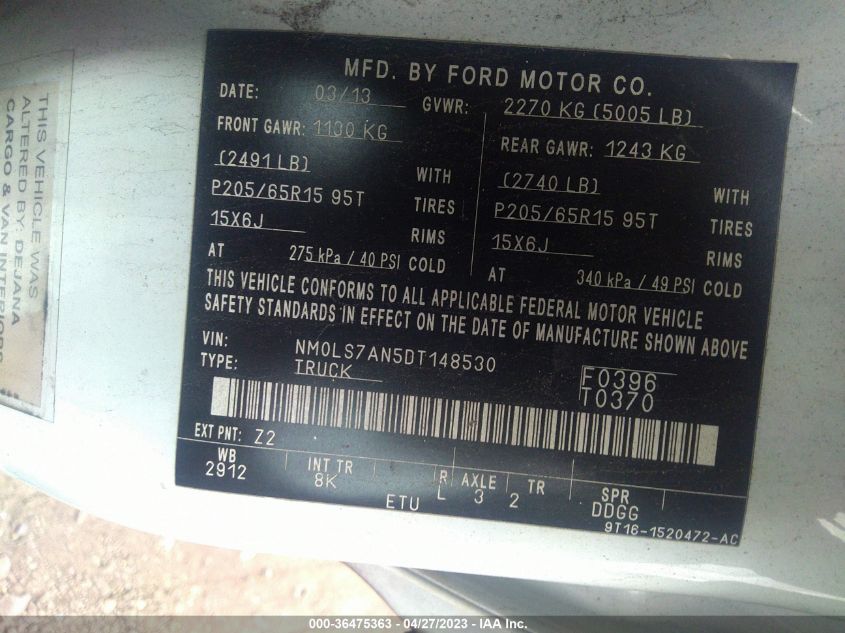 MFD. BY FORD MOTOR CO.
DATE: 03/13 GVWR: 2270 KG (5005 LB)
FRONT GAWR: 1130 KG REAR GAWR: 1243 KG
(2491 LB) WITH (2740 LB) WITH
P205/65R15 95T TIRES P205/65R15 95T TIRES
15X6J RIMS 15X6J RIMS
AT 275 kPa / 40 PSI COLD AT 340 kPa / 49 PSI COLD
THIS VEHICLE CONFORMS TO ALL APPLICABLE FEDERAL MOTOR VEHICLE
SAFETY STANDARDS IN EFFECT ON THE DATE OF MANUFACTURE SHOWN ABOVE
VIN: NM0LS7AN5DT148530
TYPE: TRUCK
F0396
T0370
EXT PNT: Z2
WB INT TR R AXLE TR SPR
2912 8K L 3 2 DDGG
ETU
9T16-1520472-AC
THIS VEHICLE WAS
ALTERED BY: DEJANA
CARGO & VAN INTERIORS
000-36475363 - 04/27/2023 - IAA Inc.